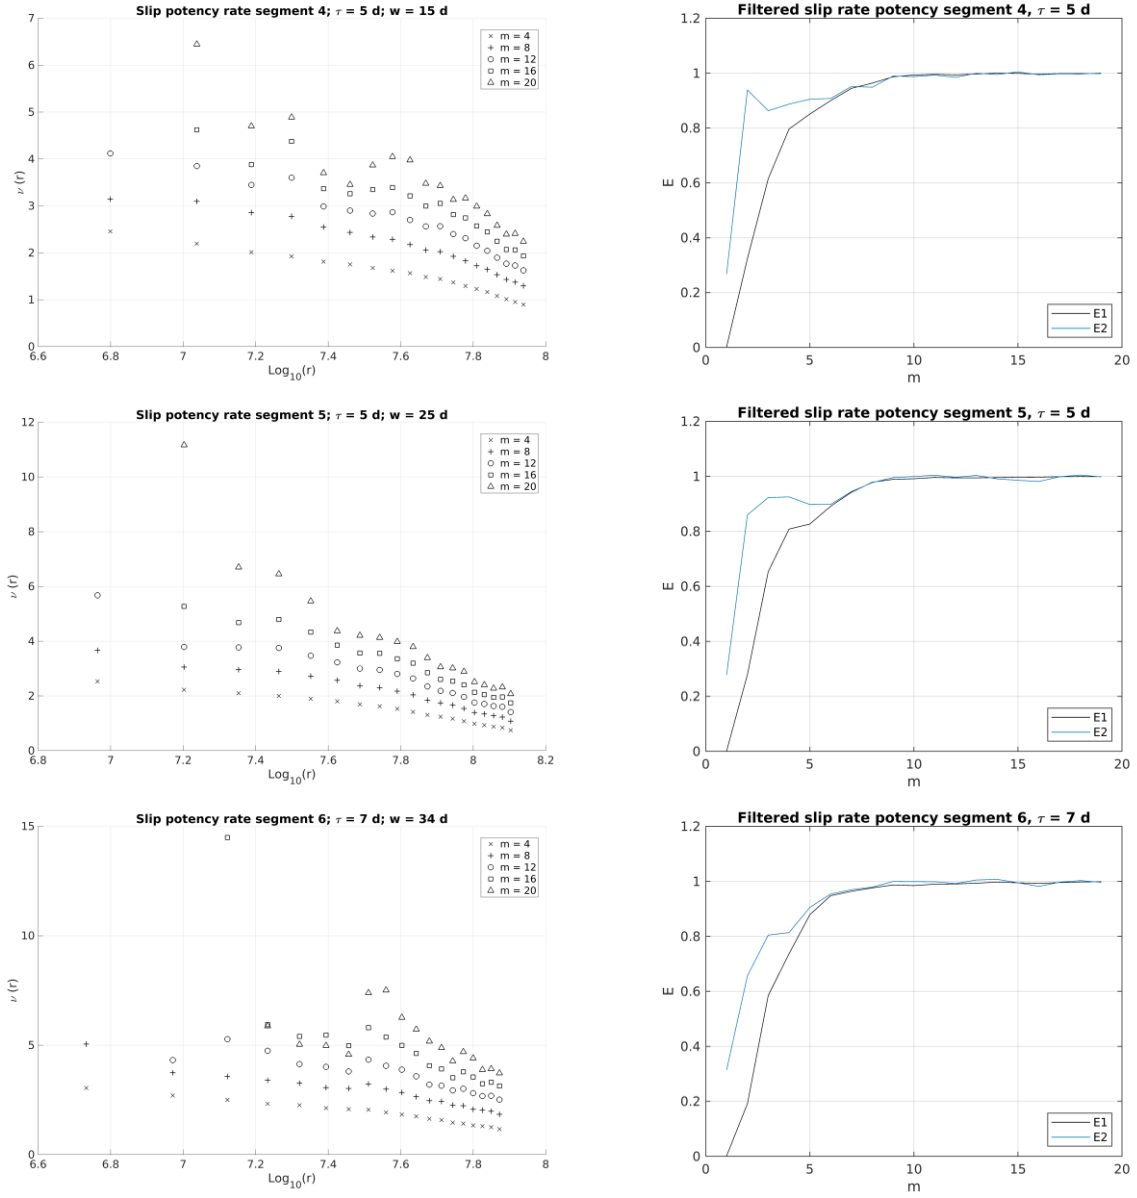 Slip potency rate segment 4; τ = 5 d; w = 15 d
7
6
5
4
3
2
1
0
ν (r)
6.6 6.8 7 7.2 7.4 7.6 7.8 8
Log10(r)
m = 4
m = 8
m = 12
m = 16
m = 20
Filtered slip rate potency segment 4, τ = 5 d
1.2
1
0.8
0.6
0.4
0.2
0
E
0 5 10 15 20
m
E1
E2
Slip potency rate segment 5; τ = 5 d; w = 25 d
12
10
8
6
4
2
0
ν (r)
6.8 7 7.2 7.4 7.6 7.8 8 8.2
Log10(r)
m = 4
m = 8
m = 12
m = 16
m = 20
Filtered slip rate potency segment 5, τ = 5 d
1.2
1
0.8
0.6
0.4
0.2
0
E
0 5 10 15 20
m
E1
E2
Slip potency rate segment 6; τ = 7 d; w = 34 d
15
10
5
0
ν (r)
6.6 6.8 7 7.2 7.4 7.6 7.8 8
Log10(r)
m = 4
m = 8
m = 12
m = 16
m = 20
Filtered slip rate potency segment 6, τ = 7 d
1.2
1
0.8
0.6
0.4
0.2
0
E
0 5 10 15 20
m
E1
E2